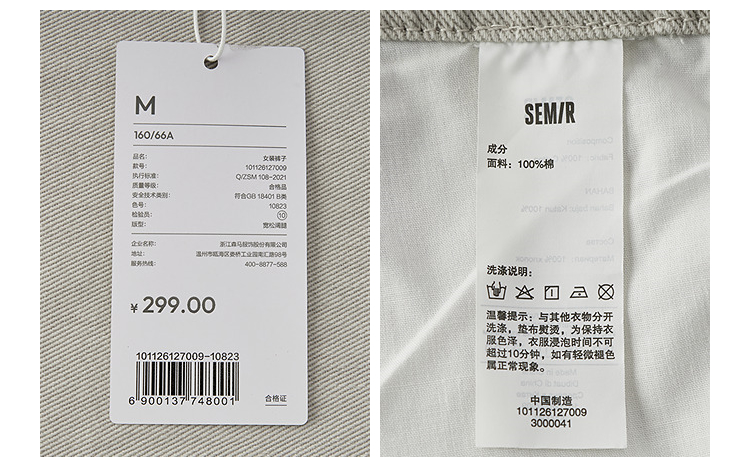 M
160/66A
品名: 女装裤子
款号: 101126127009
执行标准: Q/ZSM 108-2021
质量等级: 合格品
安全技术类别: 符合GB 18401 B类
色号: 10823
检验员: 10
版型: 宽松阔腿
企业名称: 浙江森马服饰股份有限公司
地址: 温州市瓯海区娄桥工业园南汇路98号
服务热线: 400-8877-588
¥ 299.00
101126127009-10823
6 900137 748001
合格证
SEM/R
成分
面料: 100%棉
洗涤说明:
温馨提示: 与其他衣物分开
洗涤, 垫布熨烫, 为保持衣
服色泽, 衣服浸泡时间不可
超过10分钟, 如有轻微褪色
属正常现象。
中国制造
101126127009
3000041